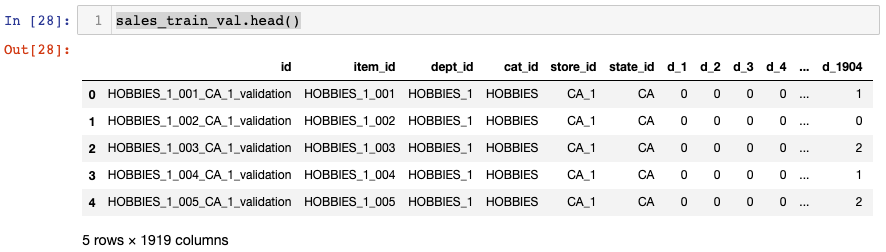 In [28]: 1 sales_train_val.head()
Out[28]:
id item_id dept_id cat_id store_id state_id d_1 d_2 d_3 d_4 ... d_1904
0 HOBBIES_1_001_CA_1_validation HOBBIES_1_001 HOBBIES_1 HOBBIES CA_1 CA 0 0 0 0 ... 1
1 HOBBIES_1_002_CA_1_validation HOBBIES_1_002 HOBBIES_1 HOBBIES CA_1 CA 0 0 0 0 ... 0
2 HOBBIES_1_003_CA_1_validation HOBBIES_1_003 HOBBIES_1 HOBBIES CA_1 CA 0 0 0 0 ... 2
3 HOBBIES_1_004_CA_1_validation HOBBIES_1_004 HOBBIES_1 HOBBIES CA_1 CA 0 0 0 0 ... 1
4 HOBBIES_1_005_CA_1_validation HOBBIES_1_005 HOBBIES_1 HOBBIES CA_1 CA 0 0 0 0 ... 2
5 rows × 1919 columns